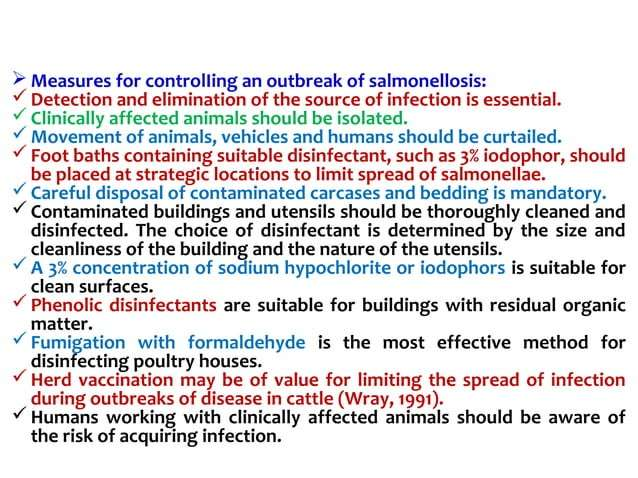 ➢ Measures for controlling an outbreak of salmonellosis:
✓ Detection and elimination of the source of infection is essential.
✓ Clinically affected animals should be isolated.
✓ Movement of animals, vehicles and humans should be curtailed.
✓ Foot baths containing suitable disinfectant, such as 3% iodophor, should
be placed at strategic locations to limit spread of salmonellae.
✓ Careful disposal of contaminated carcases and bedding is mandatory.
✓ Contaminated buildings and utensils should be thoroughly cleaned and
disinfected. The choice of disinfectant is determined by the size and
cleanliness of the building and the nature of the utensils.
✓ A 3% concentration of sodium hypochlorite or iodophors is suitable for
clean surfaces.
✓ Phenolic disinfectants are suitable for buildings with residual organic
matter.
✓ Fumigation with formaldehyde is the most effective method for
disinfecting poultry houses.
✓ Herd vaccination may be of value for limiting the spread of infection
during outbreaks of disease in cattle (Wray, 1991).
✓ Humans working with clinically affected animals should be aware of
the risk of acquiring infection.